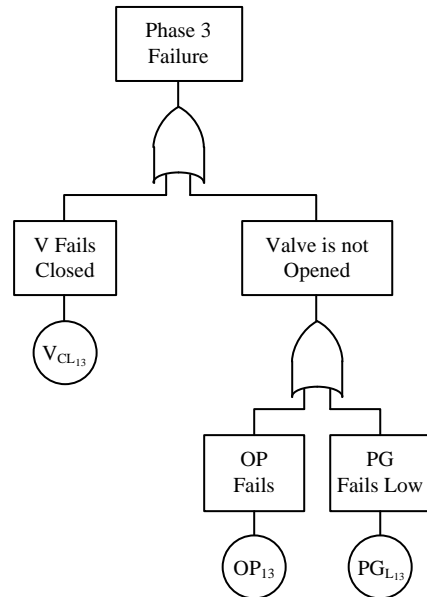 Phase 3
Failure
V Fails
Closed
Valve is not
Opened
V_CL₁₃
OP
Fails
PG
Fails Low
OP₁₃
PG_L₁₃